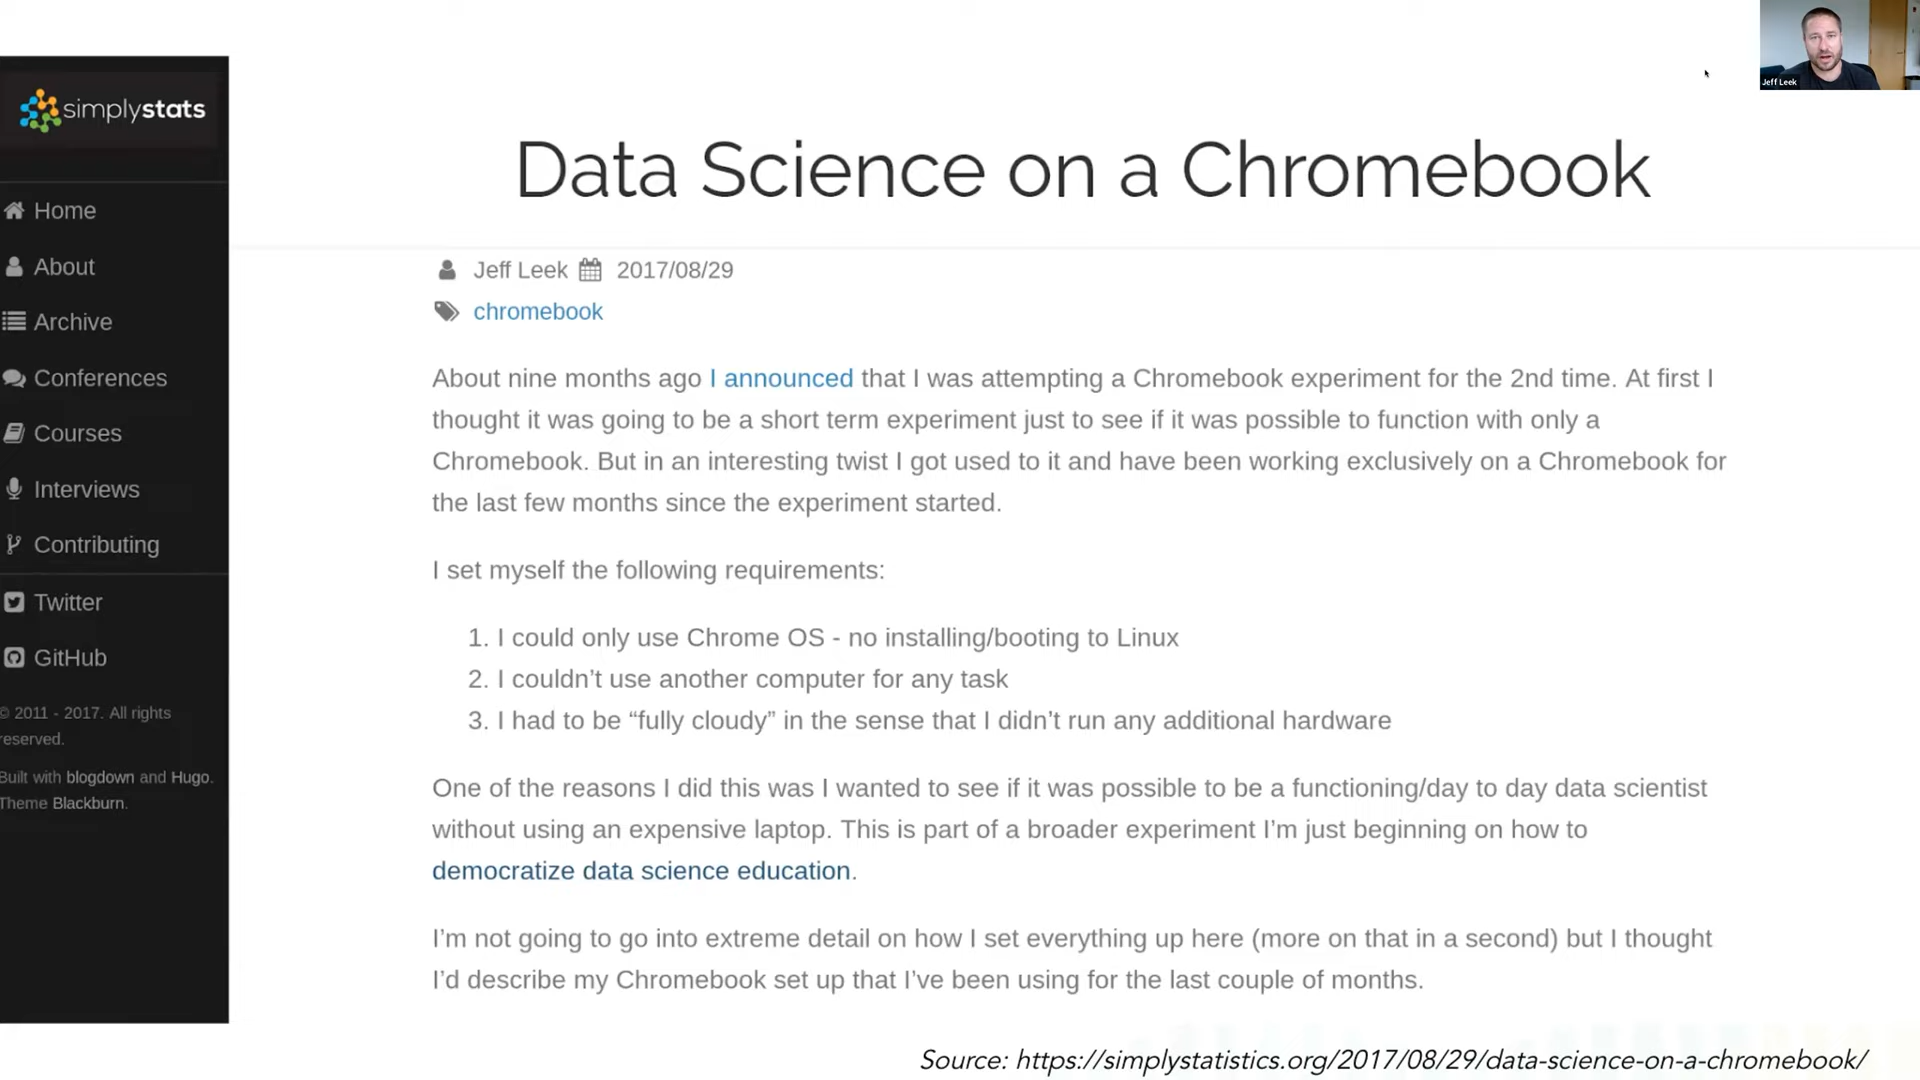 Jeff Leek
simplystats
Home
About
Archive
Conferences
Courses
Interviews
Contributing
Twitter
GitHub
© 2011 - 2017. All rights
reserved.
Built with blogdown and Hugo.
Theme Blackburn.
Data Science on a Chromebook
Jeff Leek 2017/08/29
chromebook
About nine months ago I announced that I was attempting a Chromebook experiment for the 2nd time. At first I
thought it was going to be a short term experiment just to see if it was possible to function with only a
Chromebook. But in an interesting twist I got used to it and have been working exclusively on a Chromebook for
the last few months since the experiment started.
I set myself the following requirements:
1. I could only use Chrome OS - no installing/booting to Linux
2. I couldn’t use another computer for any task
3. I had to be “fully cloudy” in the sense that I didn’t run any additional hardware
One of the reasons I did this was I wanted to see if it was possible to be a functioning/day to day data scientist
without using an expensive laptop. This is part of a broader experiment I’m just beginning on how to
democratize data science education.
I’m not going to go into extreme detail on how I set everything up here (more on that in a second) but I thought
I’d describe my Chromebook set up that I’ve been using for the last couple of months.
Source: https://simplystatistics.org/2017/08/29/data-science-on-a-chromebook/